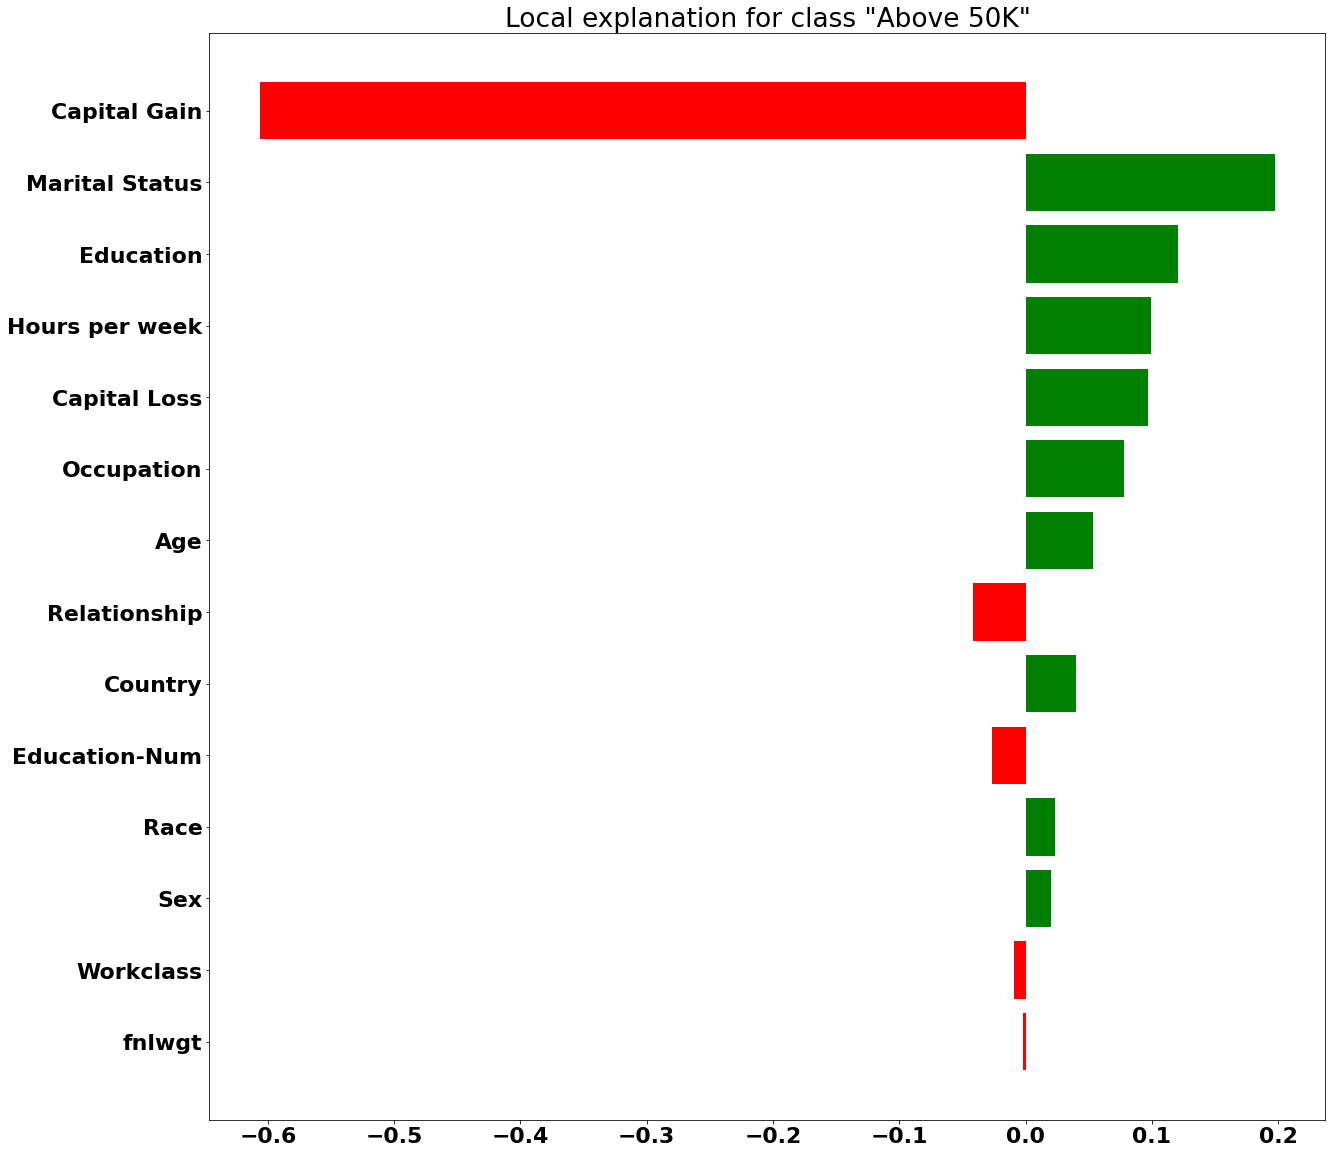 Local explanation for class "Above 50K"
Capital Gain
Marital Status
Education
Hours per week
Capital Loss
Occupation
Age
Relationship
Country
Education-Num
Race
Sex
Workclass
fnlwgt
−0.6 −0.5 −0.4 −0.3 −0.2 −0.1 0.0 0.1 0.2